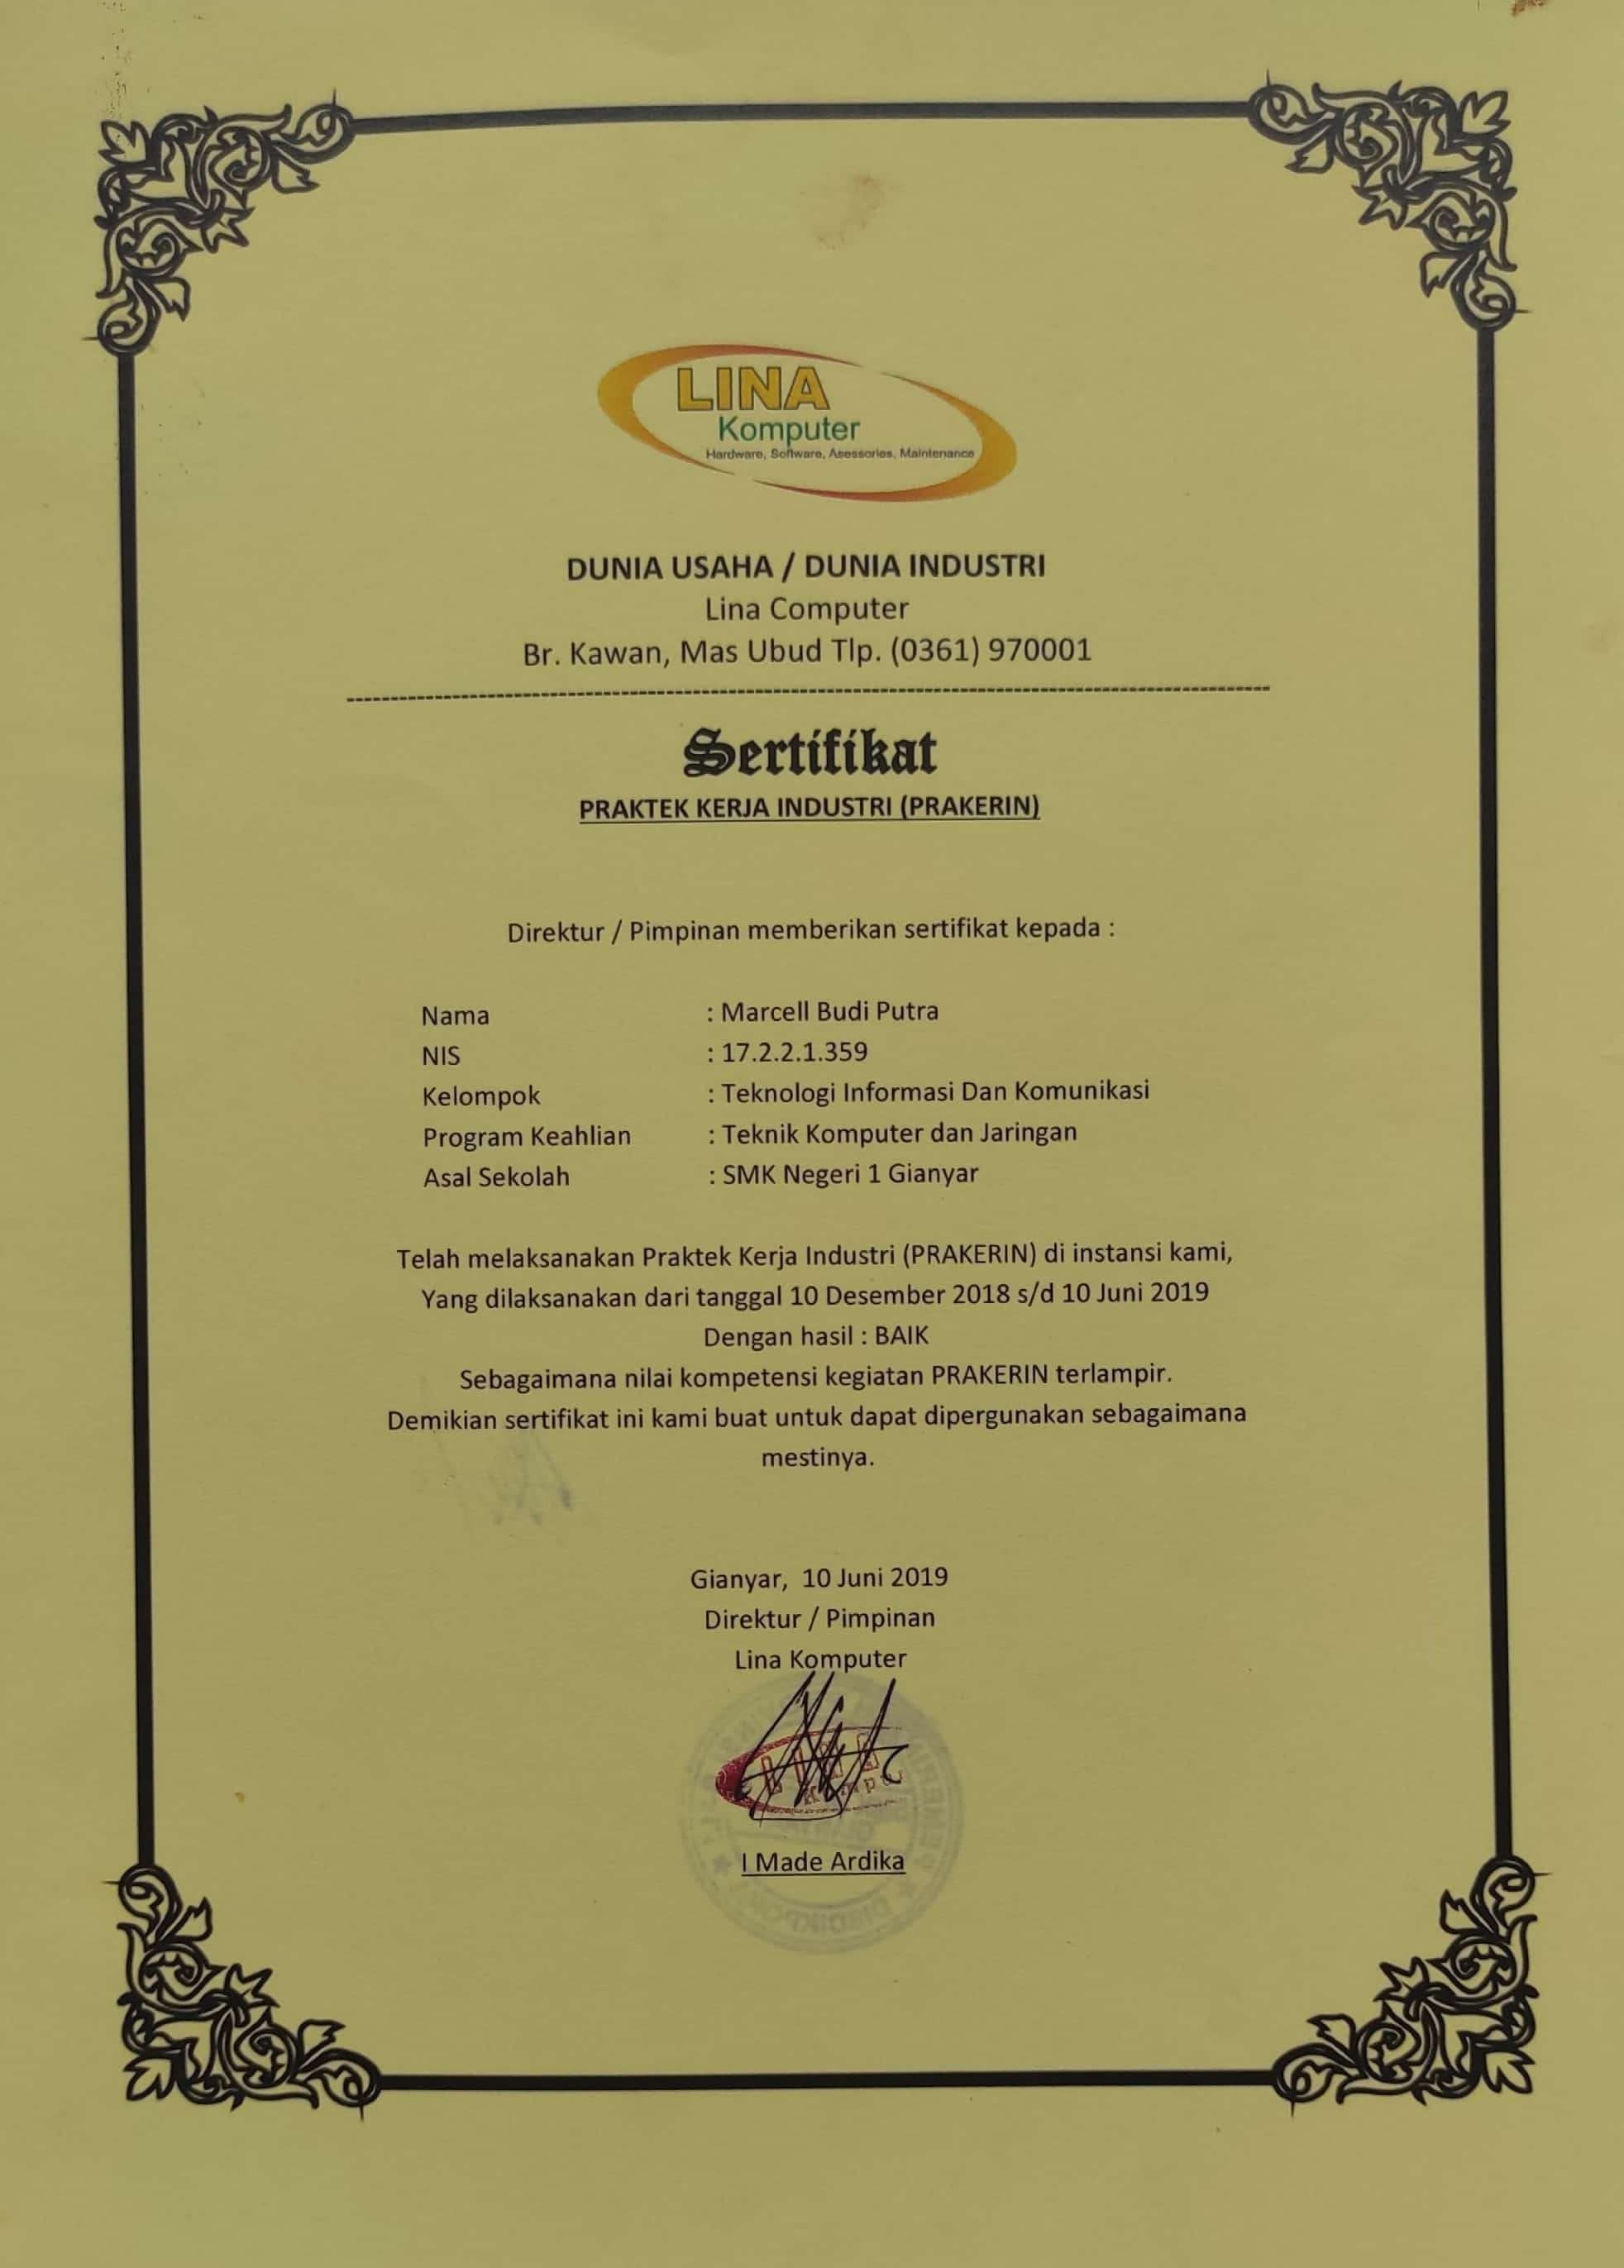 LINA
Komputer
Hardware, Software, Asessories, Maintenance
DUNIA USAHA / DUNIA INDUSTRI
Lina Computer
Br. Kawan, Mas Ubud Tlp. (0361) 970001
Sertifikat
PRAKTEK KERJA INDUSTRI (PRAKERIN)
Direktur / Pimpinan memberikan sertifikat kepada :
Nama : Marcell Budi Putra
NIS : 17.2.2.1.359
Kelompok : Teknologi Informasi Dan Komunikasi
Program Keahlian : Teknik Komputer dan Jaringan
Asal Sekolah : SMK Negeri 1 Gianyar
Telah melaksanakan Praktek Kerja Industri (PRAKERIN) di instansi kami,
Yang dilaksanakan dari tanggal 10 Desember 2018 s/d 10 Juni 2019
Dengan hasil : BAIK
Sebagaimana nilai kompetensi kegiatan PRAKERIN terlampir.
Demikian sertifikat ini kami buat untuk dapat dipergunakan sebagaimana
mestinya.
Gianyar, 10 Juni 2019
Direktur / Pimpinan
Lina Komputer
I Made Ardika